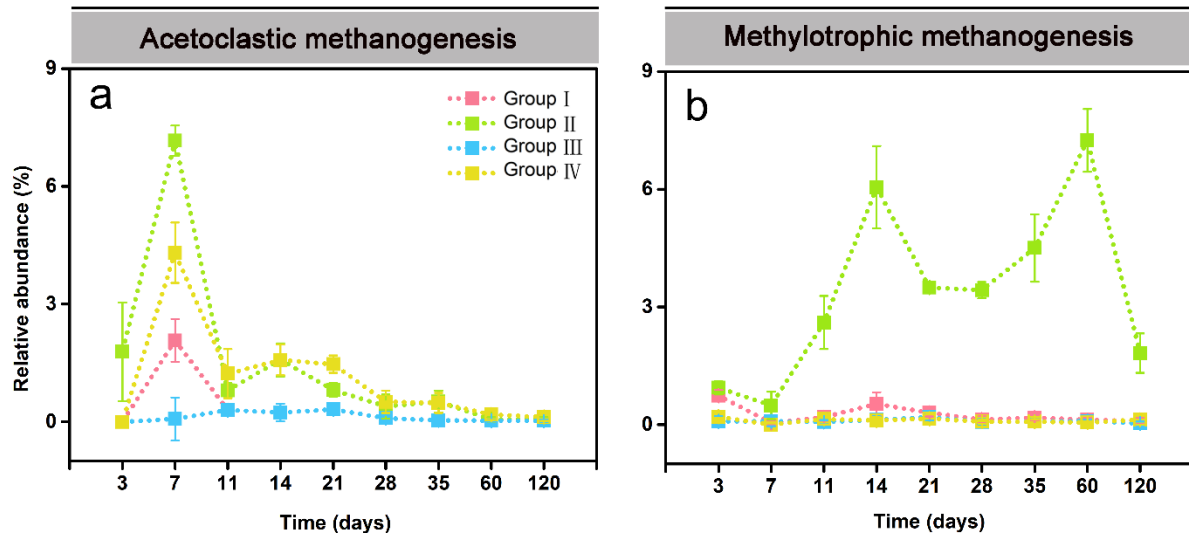 Acetoclastic methanogenesis
a
Group Ⅰ
Group Ⅱ
Group Ⅲ
Group Ⅳ
Relative abundance (%)
9
6
3
0
3 7 11 14 21 28 35 60 120
Time (days)
Methylotrophic methanogenesis
b
9
6
3
0
3 7 11 14 21 28 35 60 120
Time (days)